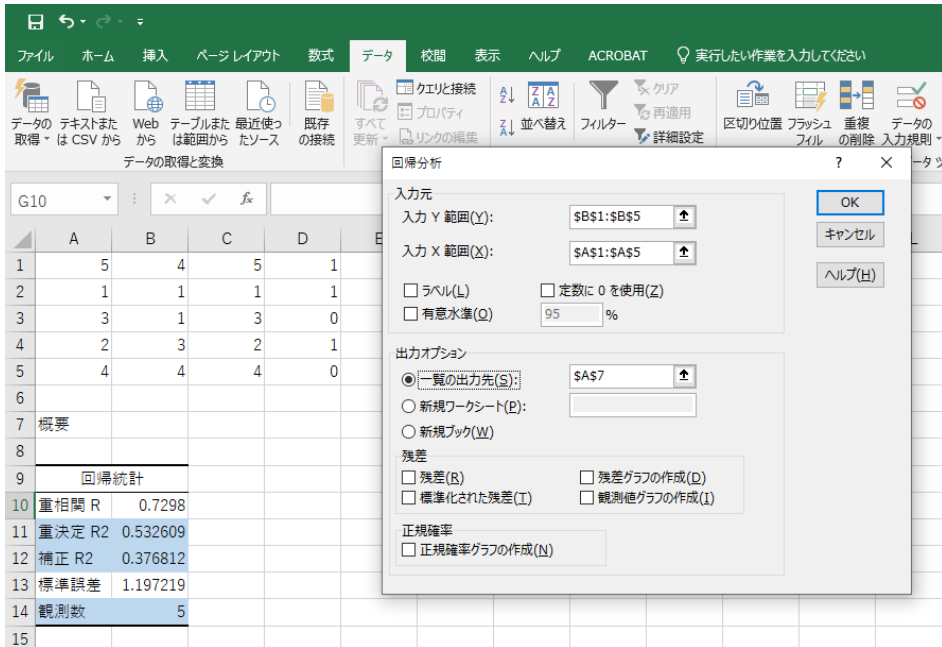 ファイル ホーム 挿入 ページ レイアウト 数式 データ 校閲 表示 ヘルプ ACROBAT 実行したい作業を入力してください
データの取得 テキストまたは CSV から Web から テーブルまたは範囲から 最近使ったソース 既存の接続 すべて更新 クエリと接続 プロパティ リンクの編集 並べ替え フィルター クリア 再適用 詳細設定 区切り位置 フラッシュ フィル 重複の削除 データの入力規則
データの取得と変換
G10 fx
A B C D
1 5 4 5 1
2 1 1 1 1
3 3 1 3 0
4 2 3 2 1
5 4 4 4 0
6
7 概要
8
9 回帰統計
10 重相関 R 0.7298
11 重決定 R2 0.532609
12 補正 R2 0.376812
13 標準誤差 1.197219
14 観測数 5
15
回帰分析 ? ×
入力元
入力 Y 範囲(Y): $B$1:$B$5
入力 X 範囲(X): $A$1:$A$5
ラベル(L) 定数に 0 を使用(Z)
有意水準(O) 95 %
出力オプション
一覧の出力先(S): $A$7
新規ワークシート(P):
新規ブック(W)
残差
残差(R) 残差グラフの作成(D)
標準化された残差(T) 観測値グラフの作成(I)
正規確率
正規確率グラフの作成(N)
OK
キャンセル
ヘルプ(H)